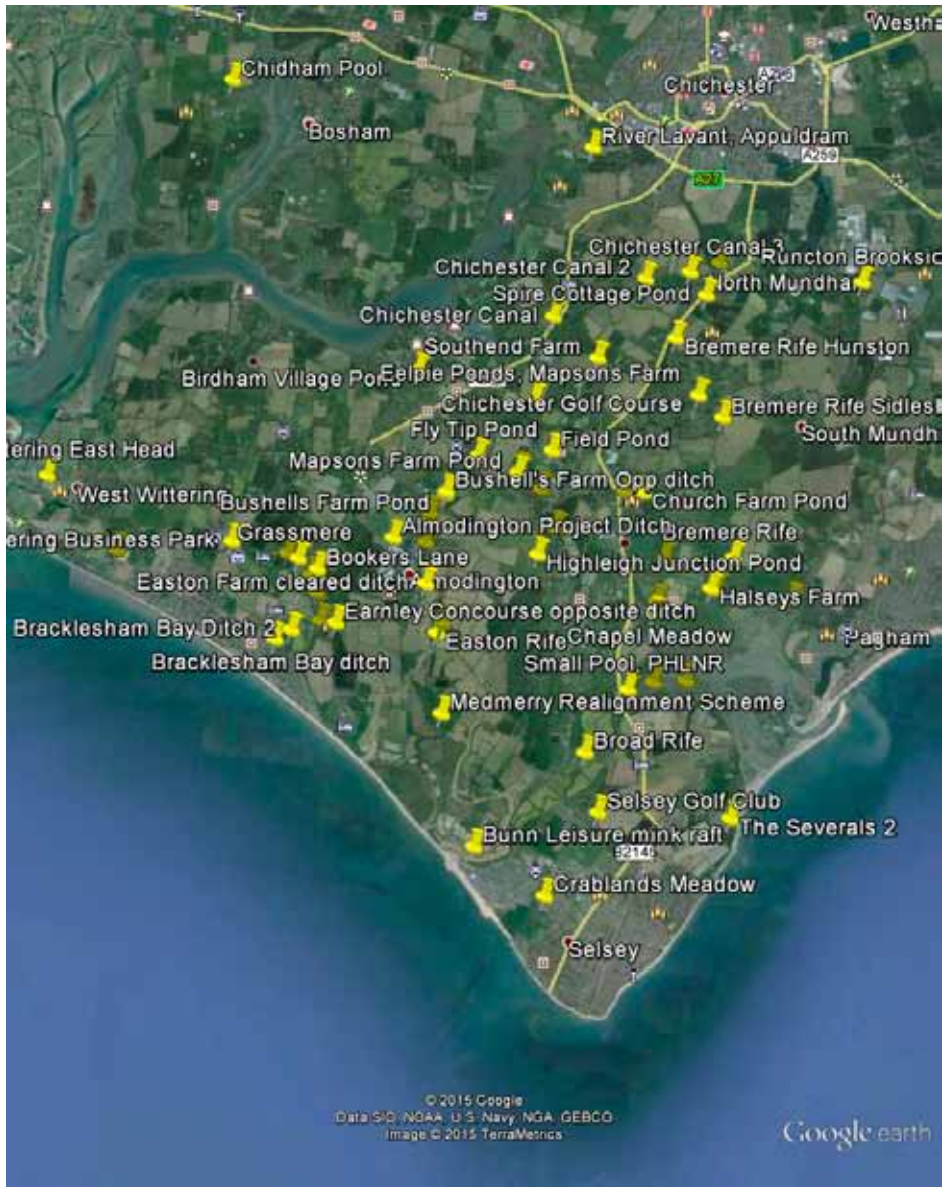 Westha
Chidham Pool
A286
Chichester
Bosham
River Lavant, Appuldram
A259
A27
Chichester Canal 3
Runcton Brooksid
Chichester Canal 2
Spire Cottage Pond
North Mundha
Chichester Canal
Southend Farm
Bremere Rife Hunston
Birdham Village Pond
Eelpie Ponds, Mapsons Farm
Chichester Golf Course
Bremere Rife Sidles
Fly Tip Pond
Field Pond
South Mundh
tering East Head
Mapsons Farm Pond
Bushell's Farm Opp ditch
West Wittering
Bushells Farm Pond
Church Farm Pond
tering Business Park
Grassmere
Almodington Project Ditch
Bremere Rife
Bookers Lane
Highleigh Junction Pond
Easton Farm cleared ditch
Almodington
Halseys Farm
Earnley Concourse opposite ditch
Bracklesham Bay Ditch 2
Easton Rife
Chapel Meadow
Pagham
Bracklesham Bay ditch
Small Pool, PHLNR
Medmerry Realignment Scheme
Broad Rife
Selsey Golf Club
The Severals 2
Bunn Leisure mink raft
B2145
Crablands Meadow
Selsey
© 2015 Google
Data SIO, NOAA, U.S. Navy, NGA, GEBCO
Image © 2015 TerraMetrics
Google earth